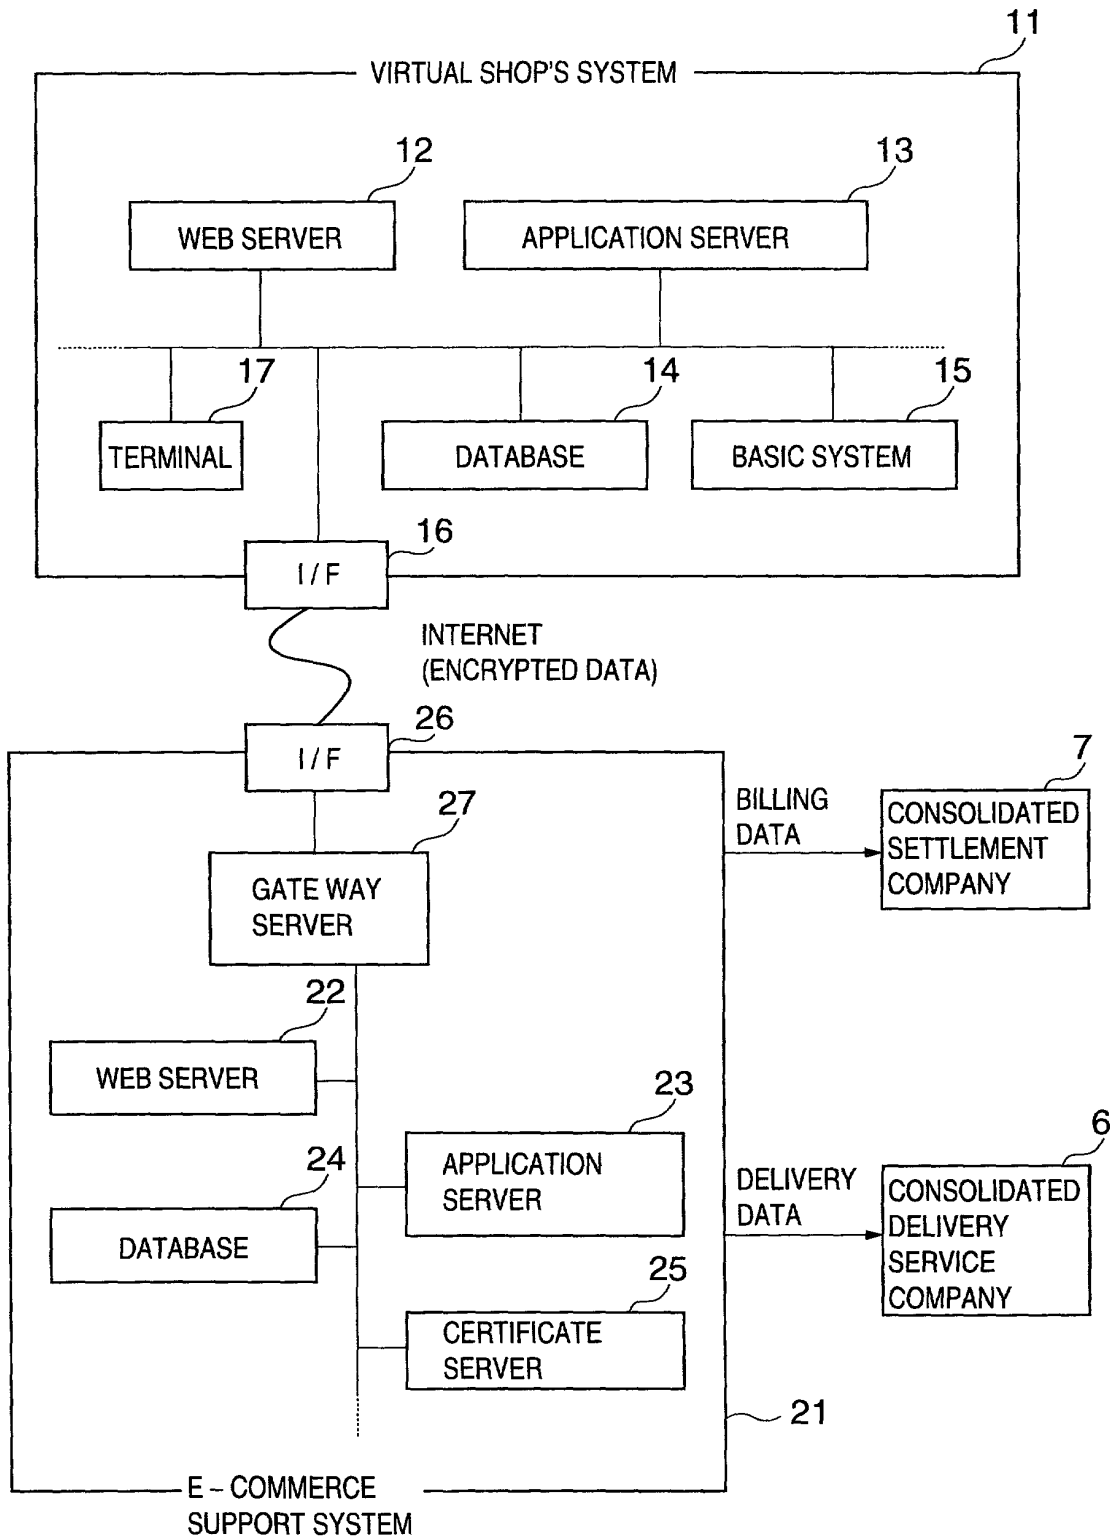 11
VIRTUAL SHOP'S SYSTEM
12
13
WEB SERVER
APPLICATION SERVER
17
14
15
TERMINAL
DATABASE
BASIC SYSTEM
16
I / F
INTERNET
(ENCRYPTED DATA)
26
I / F
27
GATE WAY
SERVER
BILLING
DATA
7
CONSOLIDATED
SETTLEMENT
COMPANY
22
WEB SERVER
23
APPLICATION
SERVER
24
DATABASE
DELIVERY
DATA
6
CONSOLIDATED
DELIVERY
SERVICE
COMPANY
25
CERTIFICATE
SERVER
21
E – COMMERCE
SUPPORT SYSTEM